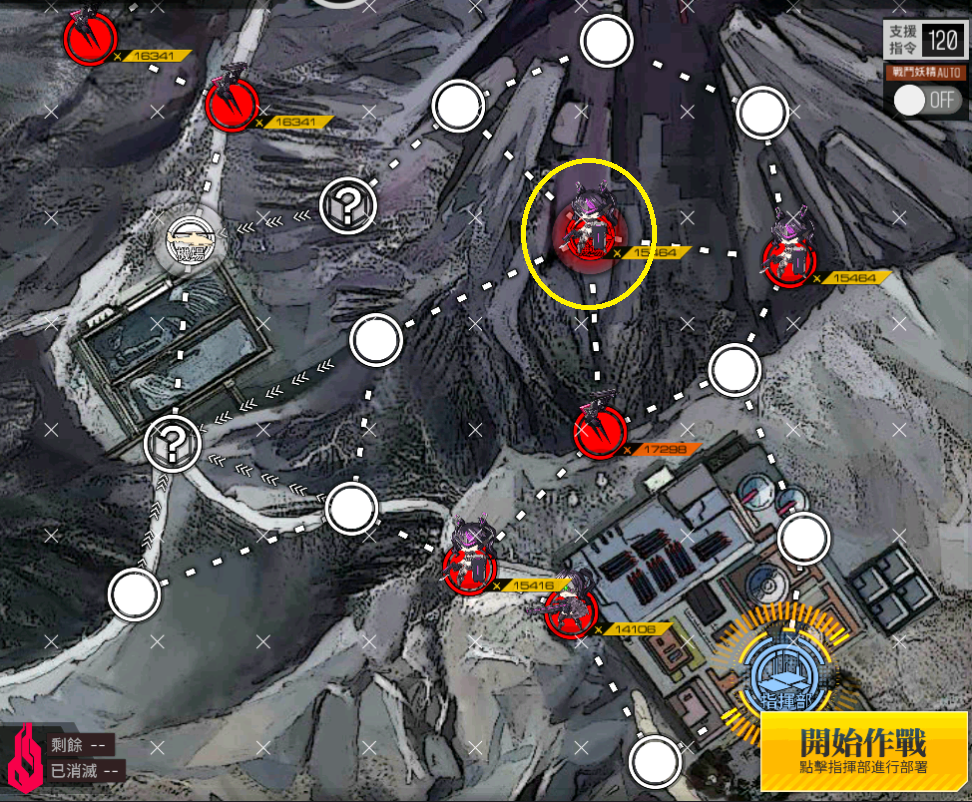 16341
支援
指令
120
戰鬥妖精AUTO
OFF
16341
?
機場
15464
15464
?
17298
15416
14106
指揮部
剩餘 --
已消滅 --
開始作戰
點擊指揮部進行部署